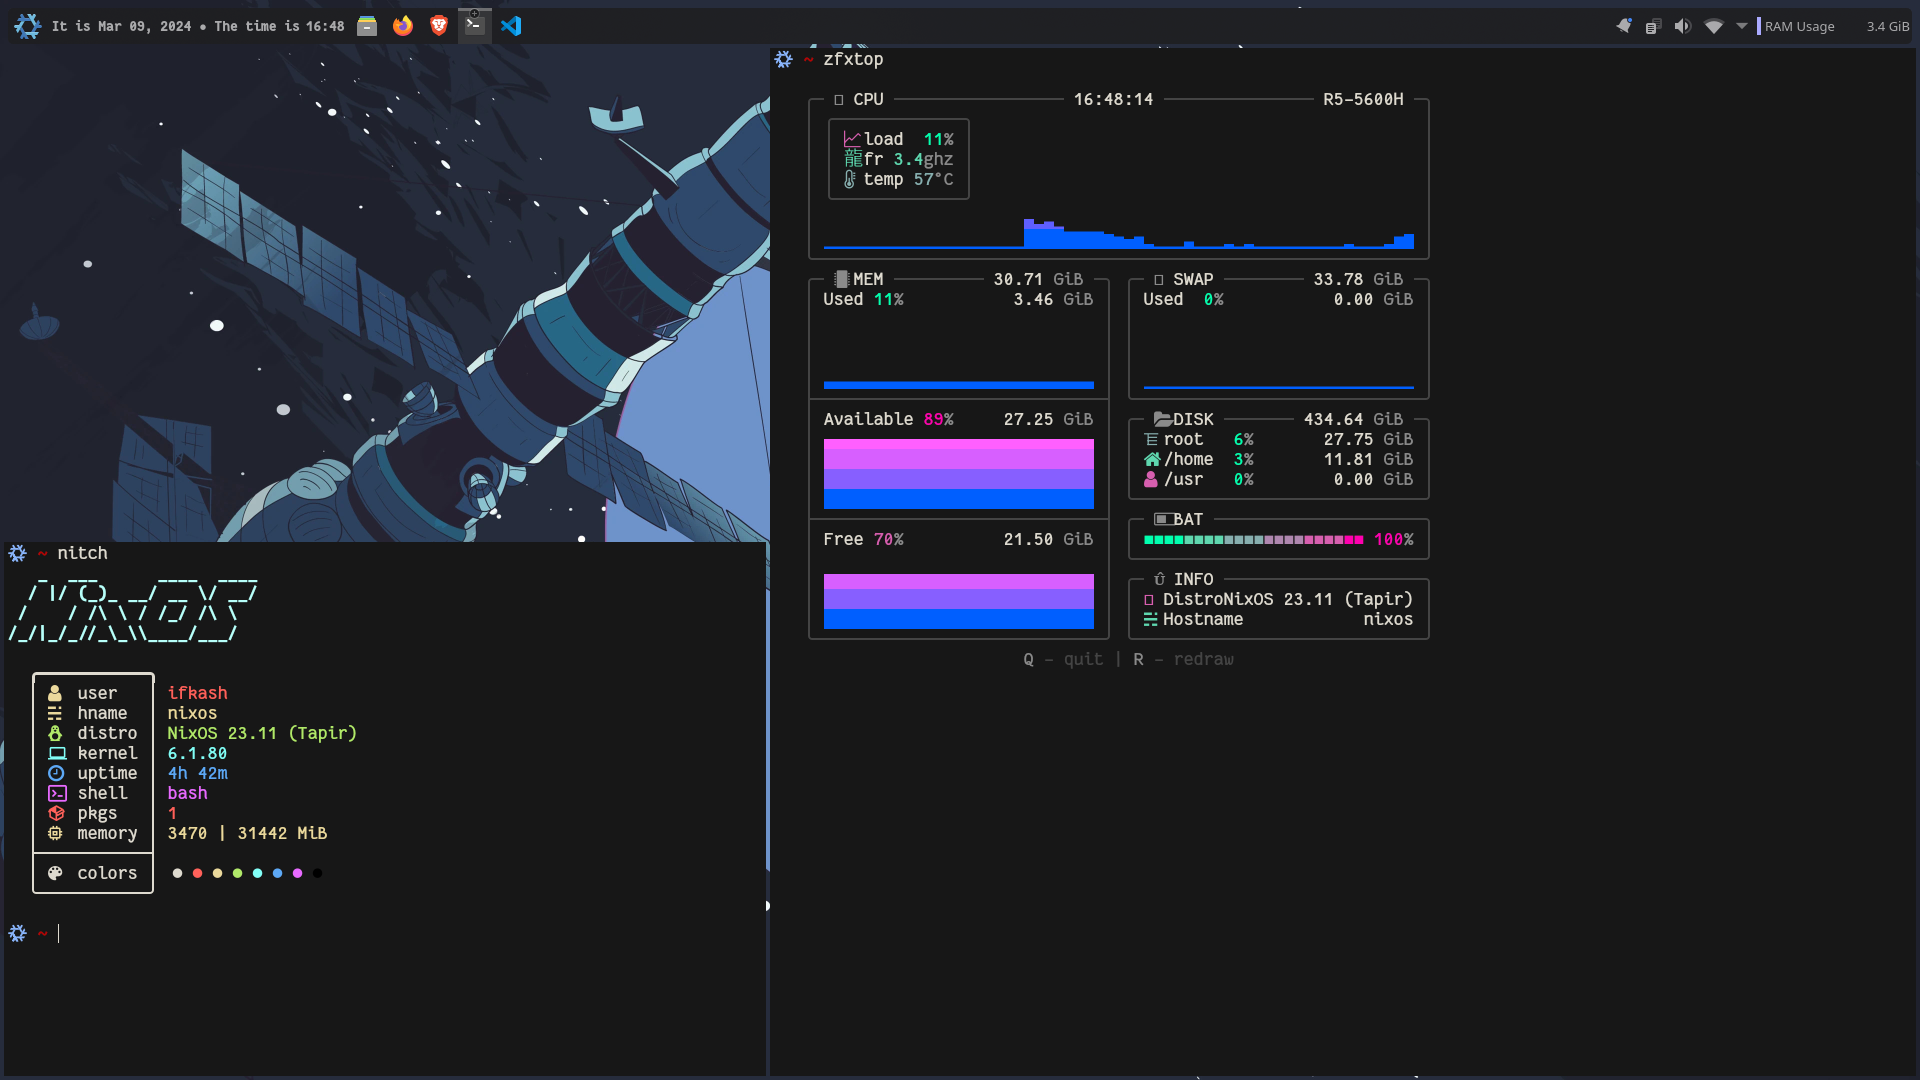 It is Mar 09, 2024 • The time is 16:48
RAM Usage 3.4 GiB
~ zfxtop
CPU 16:48:14 R5-5600H
load 11%
龍fr 3.4ghz
temp 57°C
MEM 30.71 GiB
Used 11% 3.46 GiB
Available 89% 27.25 GiB
Free 70% 21.50 GiB
SWAP 33.78 GiB
Used 0% 0.00 GiB
DISK 434.64 GiB
root 6% 27.75 GiB
/home 3% 11.81 GiB
/usr 0% 0.00 GiB
BAT
100%
Û INFO
DistroNixOS 23.11 (Tapir)
Hostname nixos
Q - quit | R - redraw
~ nitch
user ifkash
hname nixos
distro NixOS 23.11 (Tapir)
kernel 6.1.80
uptime 4h 42m
shell bash
pkgs 1
memory 3470 | 31442 MiB
colors
~